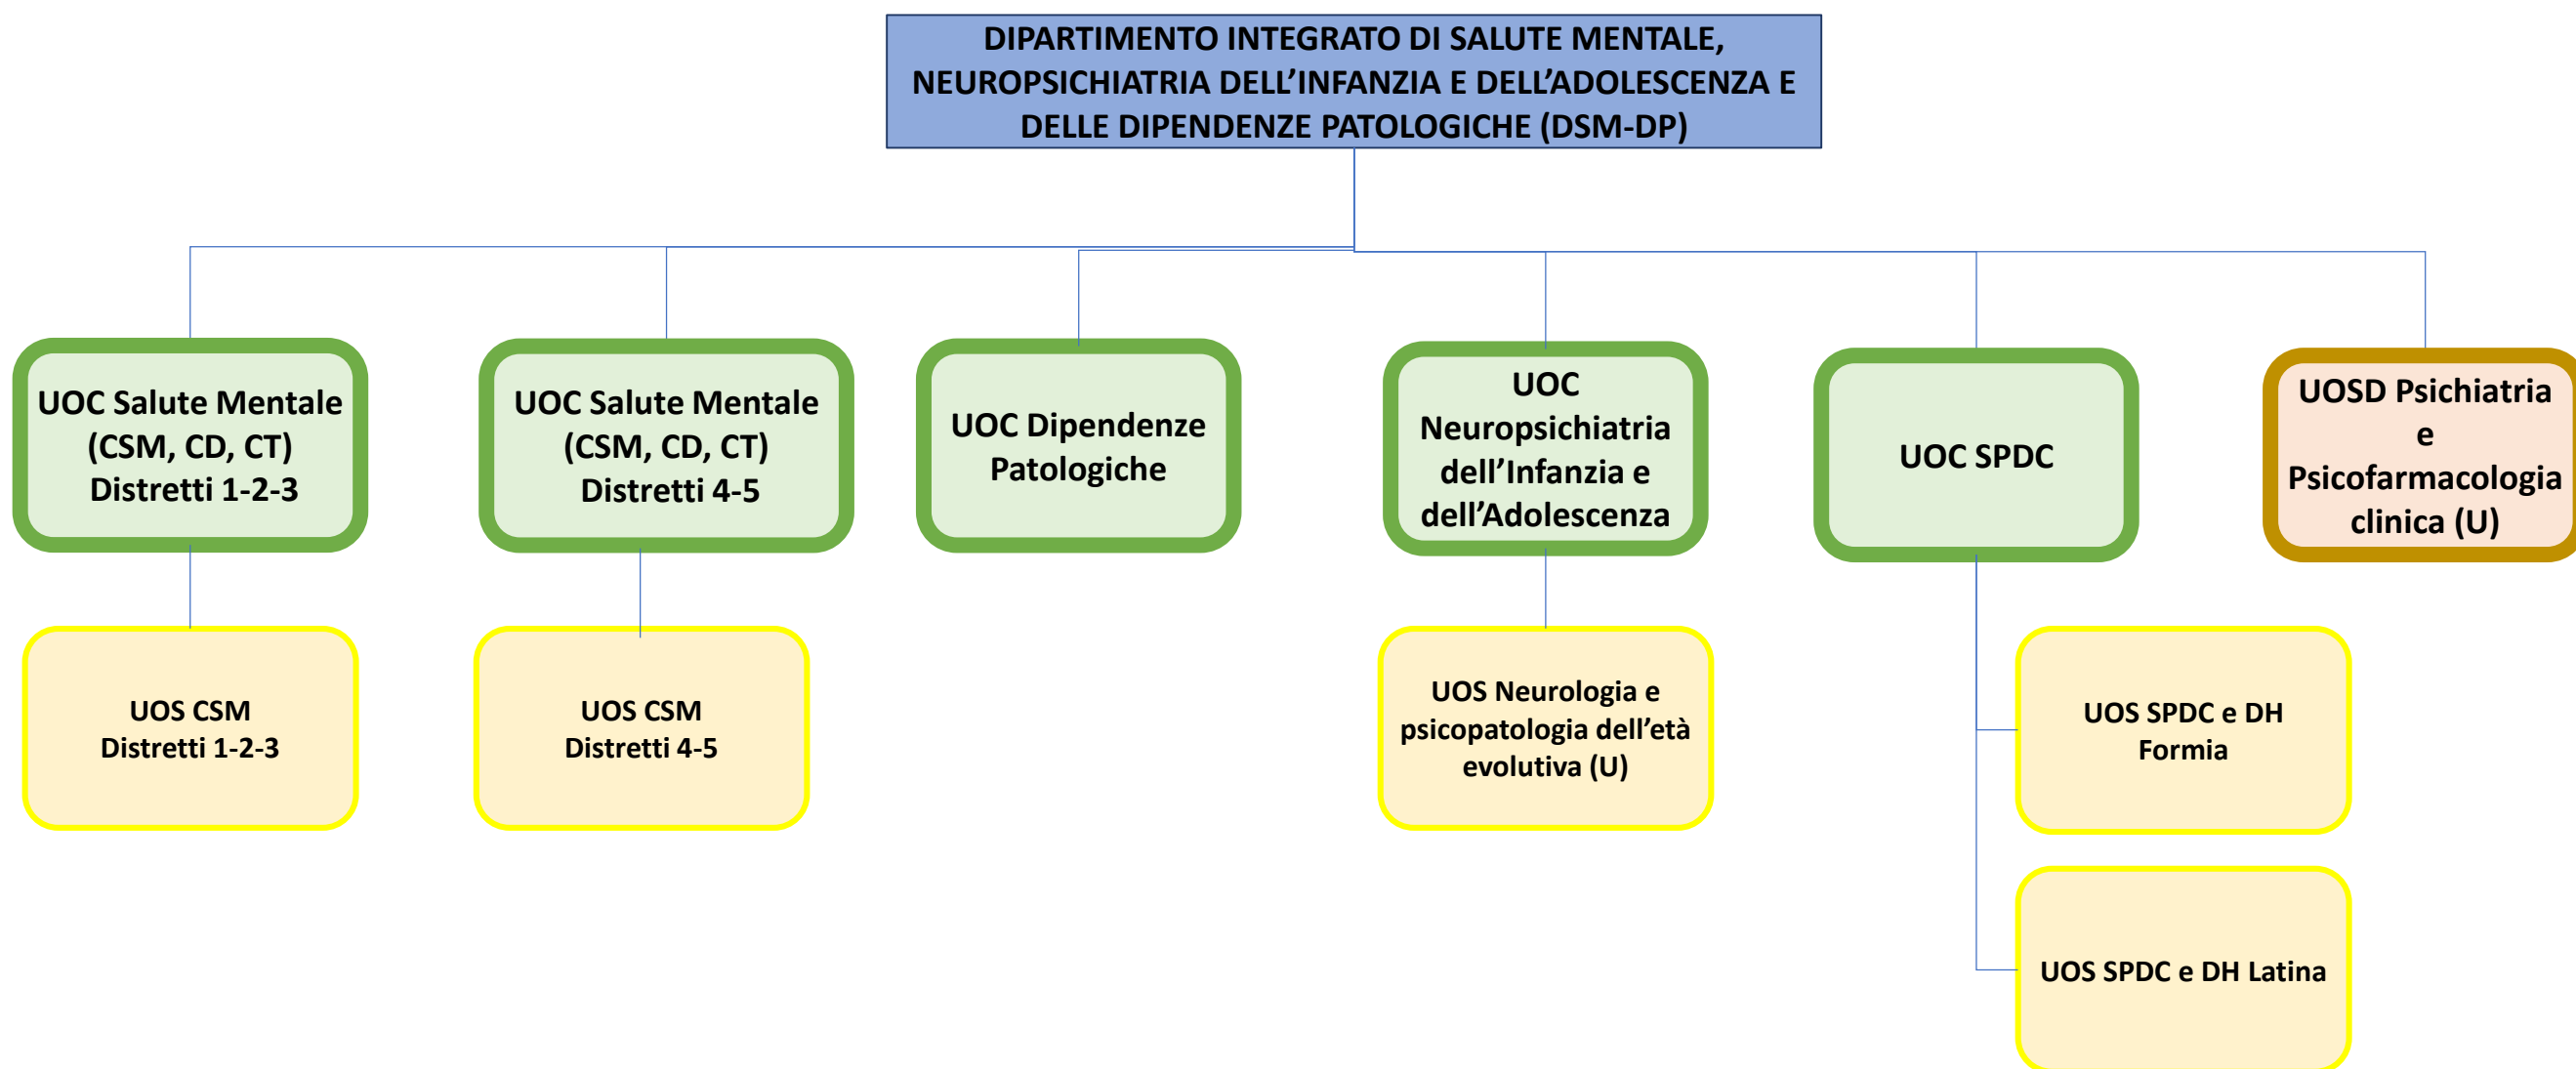 DIPARTIMENTO INTEGRATO DI SALUTE MENTALE,
NEUROPSICHIATRIA DELL’INFANZIA E DELL’ADOLESCENZA E
DELLE DIPENDENZE PATOLOGICHE (DSM-DP)
UOC Salute Mentale
(CSM, CD, CT)
Distretti 1-2-3
UOC Salute Mentale
(CSM, CD, CT)
Distretti 4-5
UOC Dipendenze
Patologiche
UOC
Neuropsichiatria
dell’Infanzia e
dell’Adolescenza
UOC SPDC
UOSD Psichiatria
e
Psicofarmacologia
clinica (U)
UOS CSM
Distretti 1-2-3
UOS CSM
Distretti 4-5
UOS Neurologia e
psicopatologia dell’età
evolutiva (U)
UOS SPDC e DH
Formia
UOS SPDC e DH Latina